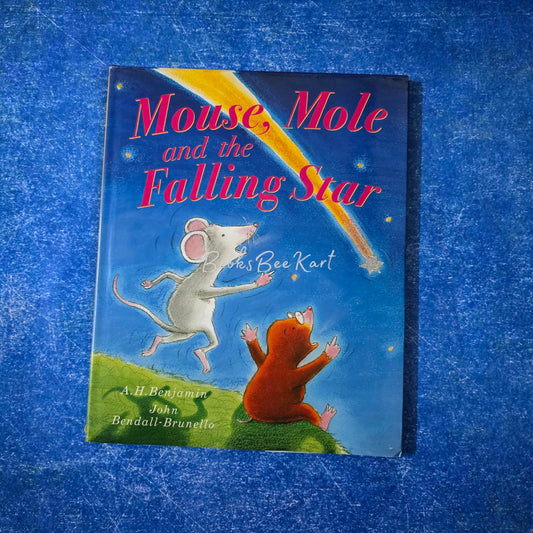 Mouse, Mole
and the
Falling Star
BooksBeeKart
A.H.Benjamin
John
Bendall-Brunello